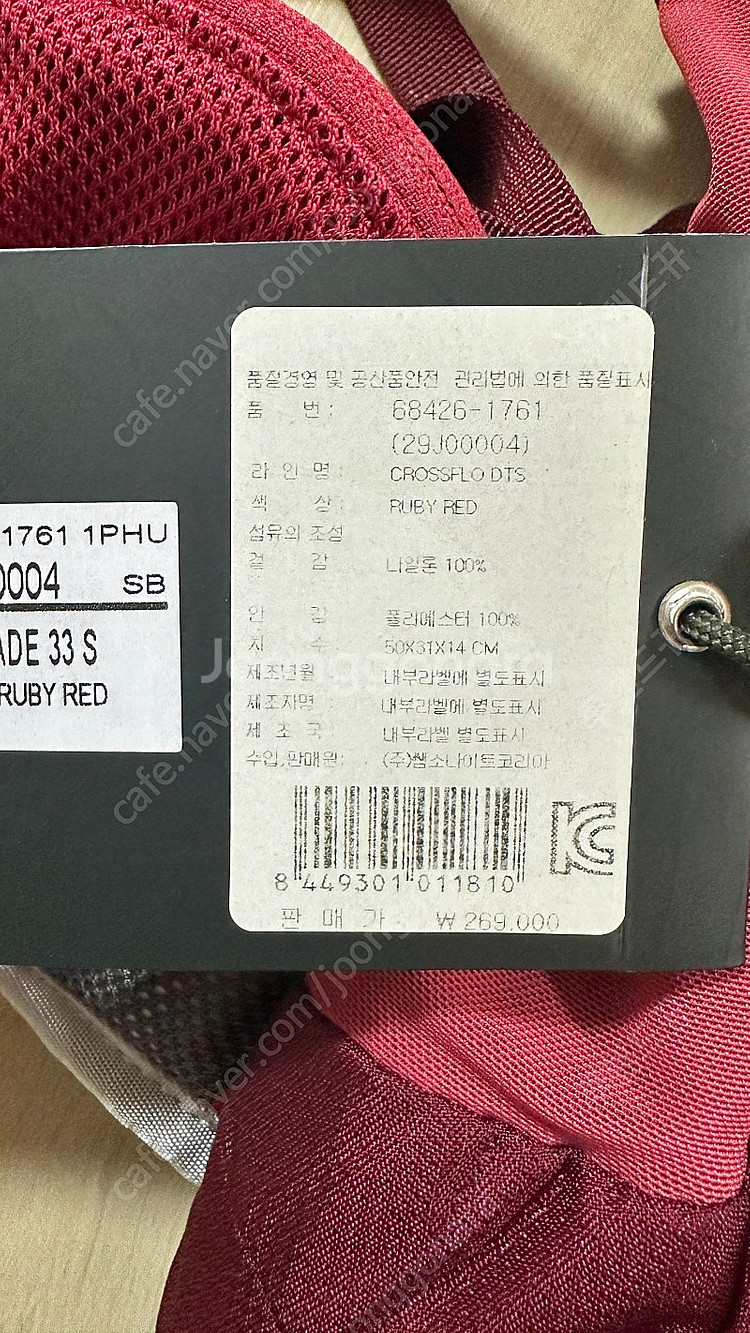 품질경영 및 공산품안전 관리법에 의한 품질표시
품 번 : 68426-1761
(29J00004)
라 인 명 : CROSSFLO DTS
색 상 : RUBY RED
섬유의 조성
겉 감 나일론 100%
안 감 : 폴리에스터 100%
치 수 : 50X31X14 CM
제조년월 : 내부라벨에 별도표시
제조자명 : 내부라벨에 별도표시
제 조 국 : 내부라벨 별도표시
수입,판매원: (주)쌤소나이트코리아
8 449301 011810
판 매 가 : ₩ 269,000
1761 1PHU
0004 SB
ADE 33 S
RUBY RED
cafe.naver.com/joonggonara
Joonggonara